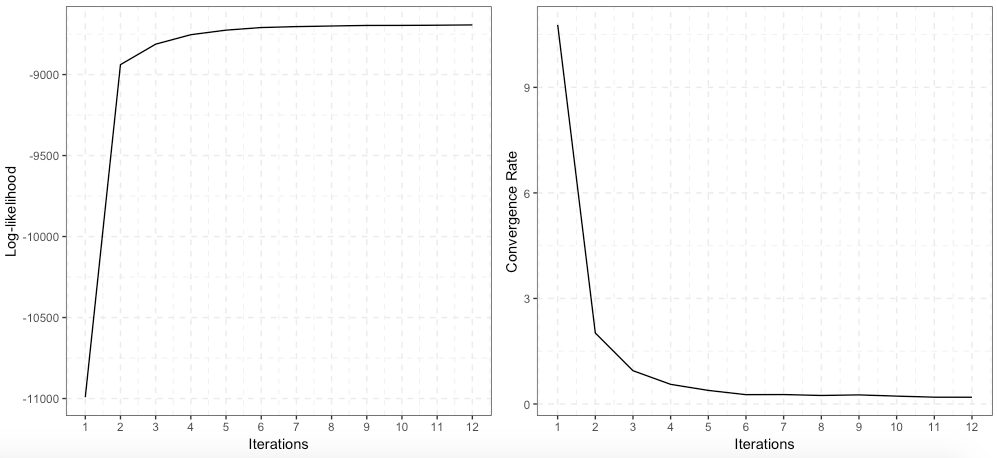 Log-likelihood
-9000
-9500
-10000
-10500
-11000
1 2 3 4 5 6 7 8 9 10 11 12
Iterations
Convergence Rate
9
6
3
0
1 2 3 4 5 6 7 8 9 10 11 12
Iterations